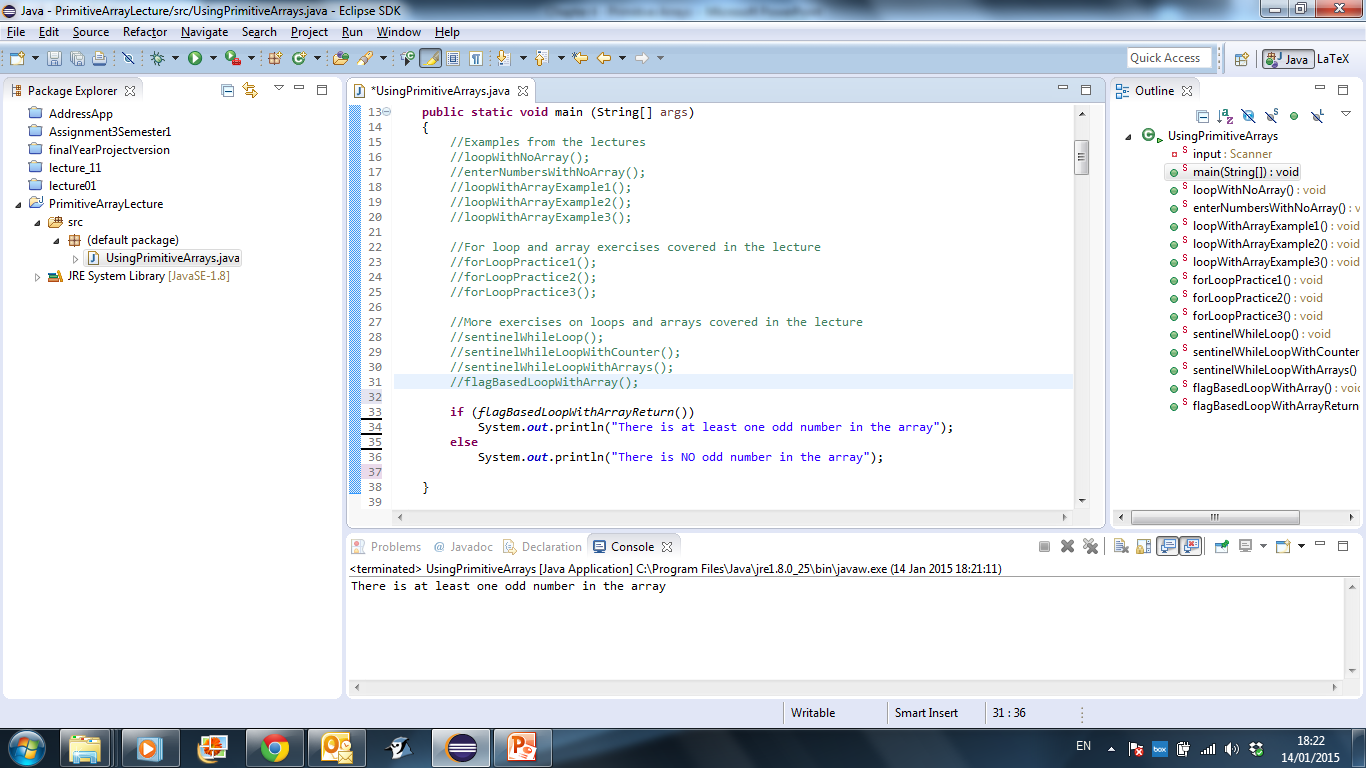 Java - PrimitiveArrayLecture/src/UsingPrimitiveArrays.java - Eclipse SDK
File Edit Source Refactor Navigate Search Project Run Window Help
Quick Access
Java
LaTeX
Package Explorer
AddressApp
Assignment3Semester1
finalYearProjectversion
lecture_11
lecture01
PrimitiveArrayLecture
src
(default package)
UsingPrimitiveArrays.java
JRE System Library [JavaSE-1.8]
*UsingPrimitiveArrays.java
13 public static void main (String[] args)
14 {
15 //Examples from the lectures
16 //loopWithNoArray();
17 //enterNumbersWithNoArray();
18 //loopWithArrayExample1();
19 //loopWithArrayExample2();
20 //loopWithArrayExample3();
21
22 //For loop and array exercises covered in the lecture
23 //forLoopPractice1();
24 //forLoopPractice2();
25 //forLoopPractice3();
26
27 //More exercises on loops and arrays covered in the lecture
28 //sentinelWhileLoop();
29 //sentinelWhileLoopWithCounter();
30 //sentinelWhileLoopWithArrays();
31 //flagBasedLoopWithArray();
32
33 if (flagBasedLoopWithArrayReturn())
34 System.out.println("There is at least one odd number in the array");
35 else
36 System.out.println("There is NO odd number in the array");
37
38 }
39
Outline
UsingPrimitiveArrays
input : Scanner
main(String[]) : void
loopWithNoArray() : void
enterNumbersWithNoArray() : v
loopWithArrayExample1() : void
loopWithArrayExample2() : void
loopWithArrayExample3() : void
forLoopPractice1() : void
forLoopPractice2() : void
forLoopPractice3() : void
sentinelWhileLoop() : void
sentinelWhileLoopWithCounter
sentinelWhileLoopWithArrays()
flagBasedLoopWithArray() : voi
flagBasedLoopWithArrayReturn
Problems @ Javadoc Declaration Console
<terminated> UsingPrimitiveArrays [Java Application] C:\Program Files\Java\jre1.8.0_25\bin\javaw.exe (14 Jan 2015 18:21:11)
There is at least one odd number in the array
Writable Smart Insert 31 : 36
EN
box
18:22
14/01/2015